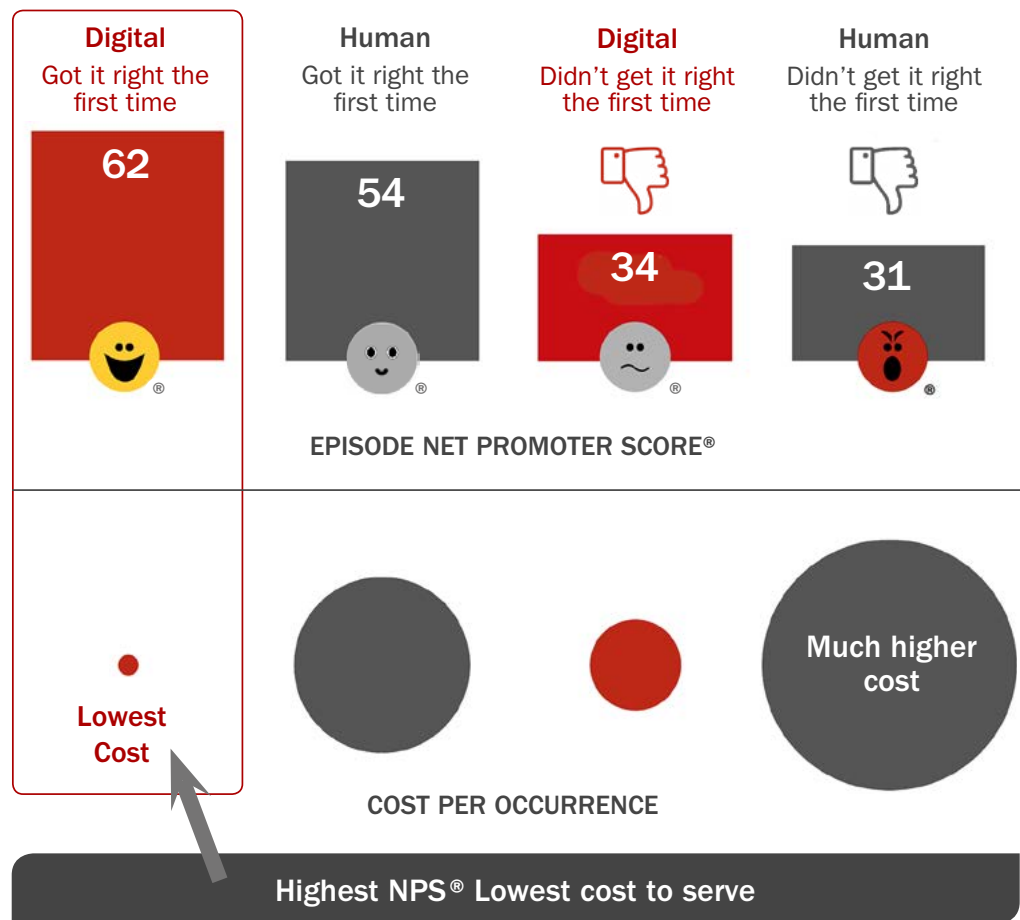 Digital
Got it right the
first time
62
®
Human
Got it right the
first time
54
®
Digital
Didn’t get it right
the first time
34
®
Human
Didn’t get it right
the first time
31
®
EPISODE NET PROMOTER SCORE®
Lowest
Cost
Much higher
cost
COST PER OCCURRENCE
Highest NPS® Lowest cost to serve